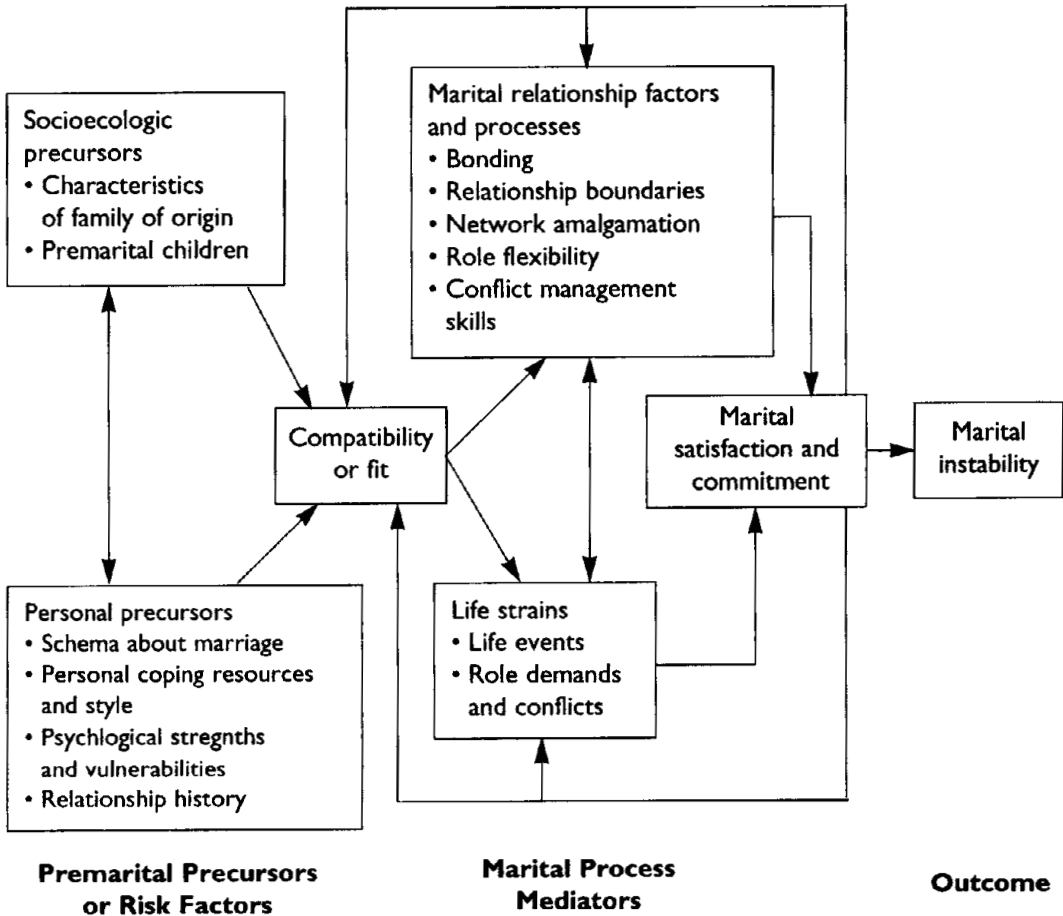 Socioecologic
precursors
• Characteristics
of family of origin
• Premarital children
Personal precursors
• Schema about marriage
• Personal coping resources
and style
• Psychlogical stregnths
and vulnerabilities
• Relationship history
Compatibility
or fit
Marital relationship factors
and processes
• Bonding
• Relationship boundaries
• Network amalgamation
• Role flexibility
• Conflict management
skills
Life strains
• Life events
• Role demands
and conflicts
Marital
satisfaction and
commitment
Marital
instability
Premarital Precursors
or Risk Factors
Marital Process
Mediators
Outcome